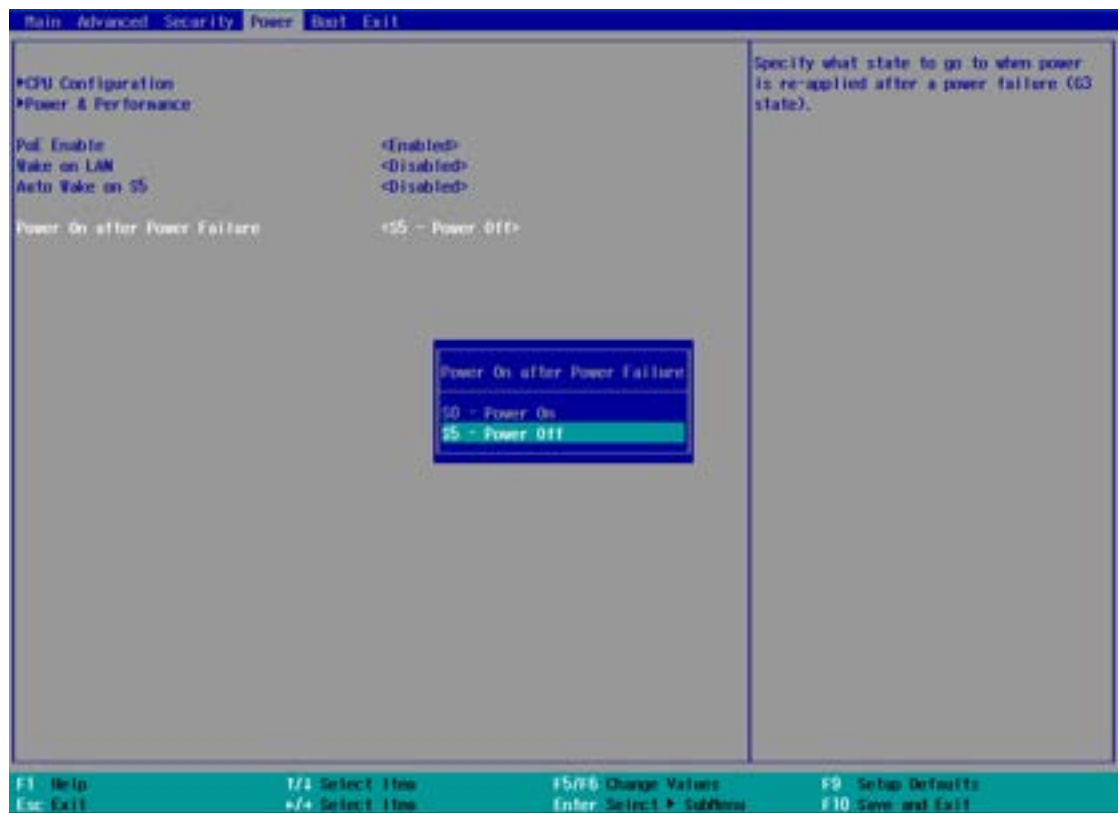 Main Advanced Security Power Boot Exit
►CPU Configuration
►Power & Performance
PoE Enable <Enabled>
Wake on LAN <Disabled>
Auto Wake on S5 <Disabled>
Power On after Power Failure <S5 - Power Off>
Specify what state to go to when power
is re-applied after a power failure (G3
state).
Power On after Power Failure
S0 - Power On
S5 - Power Off
F1 Help ↑/↓ Select Item F5/F6 Change Values F9 Setup Defaults
Esc Exit ←/→ Select Item Enter Select ► SubMenu F10 Save and Exit